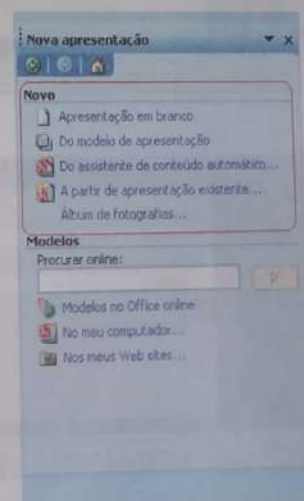 Nova apresentação
Novo
Apresentação em branco
Do modelo de apresentação
Do assistente de conteúdo automático...
A partir de apresentação existente...
Álbum de fotografias...
Modelos
Procurar online:
Modelos no Office online
No meu computador...
Nos meus Web sites...